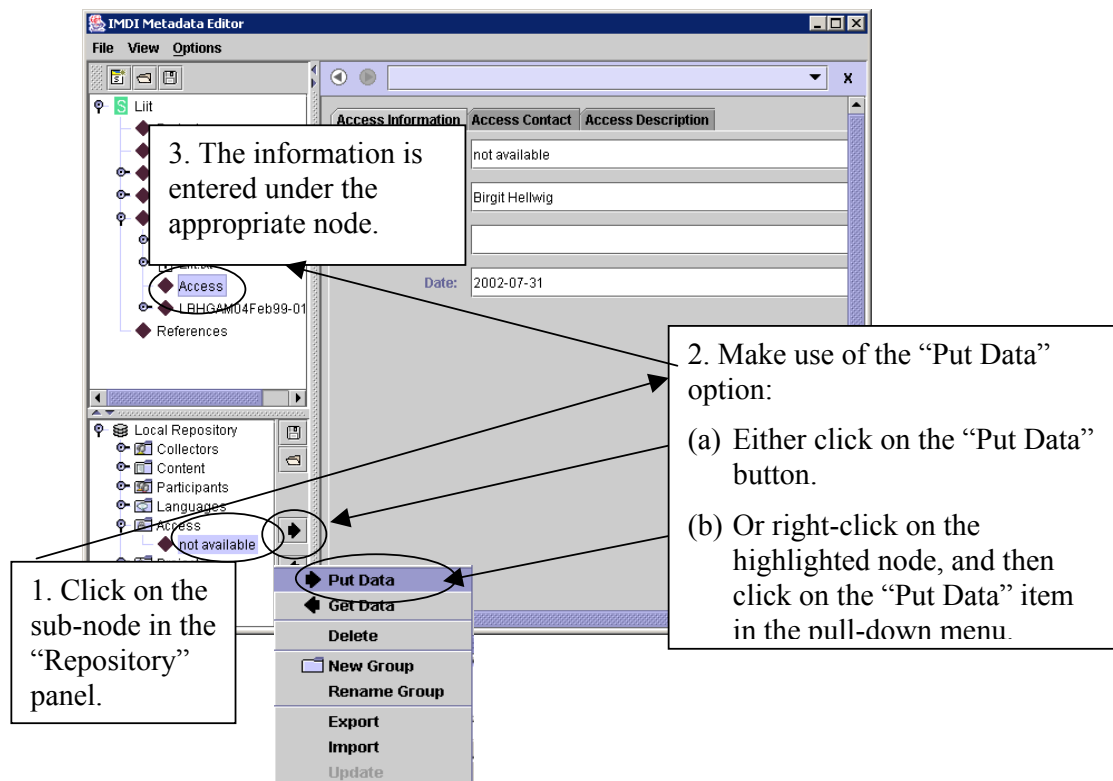 IMDI Metadata Editor
File View Options
Liit
Access
LBHGAM04Feb99-01
References
Access Information Access Contact Access Description
not available
Birgit Hellwig
Date: 2002-07-31
X
3. The information is
entered under the
appropriate node.
2. Make use of the “Put Data”
option:
(a) Either click on the “Put Data”
button.
(b) Or right-click on the
highlighted node, and then
click on the “Put Data” item
in the pull-down menu.
Local Repository
Collectors
Content
Participants
Languages
Access
not available
1. Click on the
sub-node in the
“Repository”
panel.
Put Data
Get Data
Delete
New Group
Rename Group
Export
Import
Update